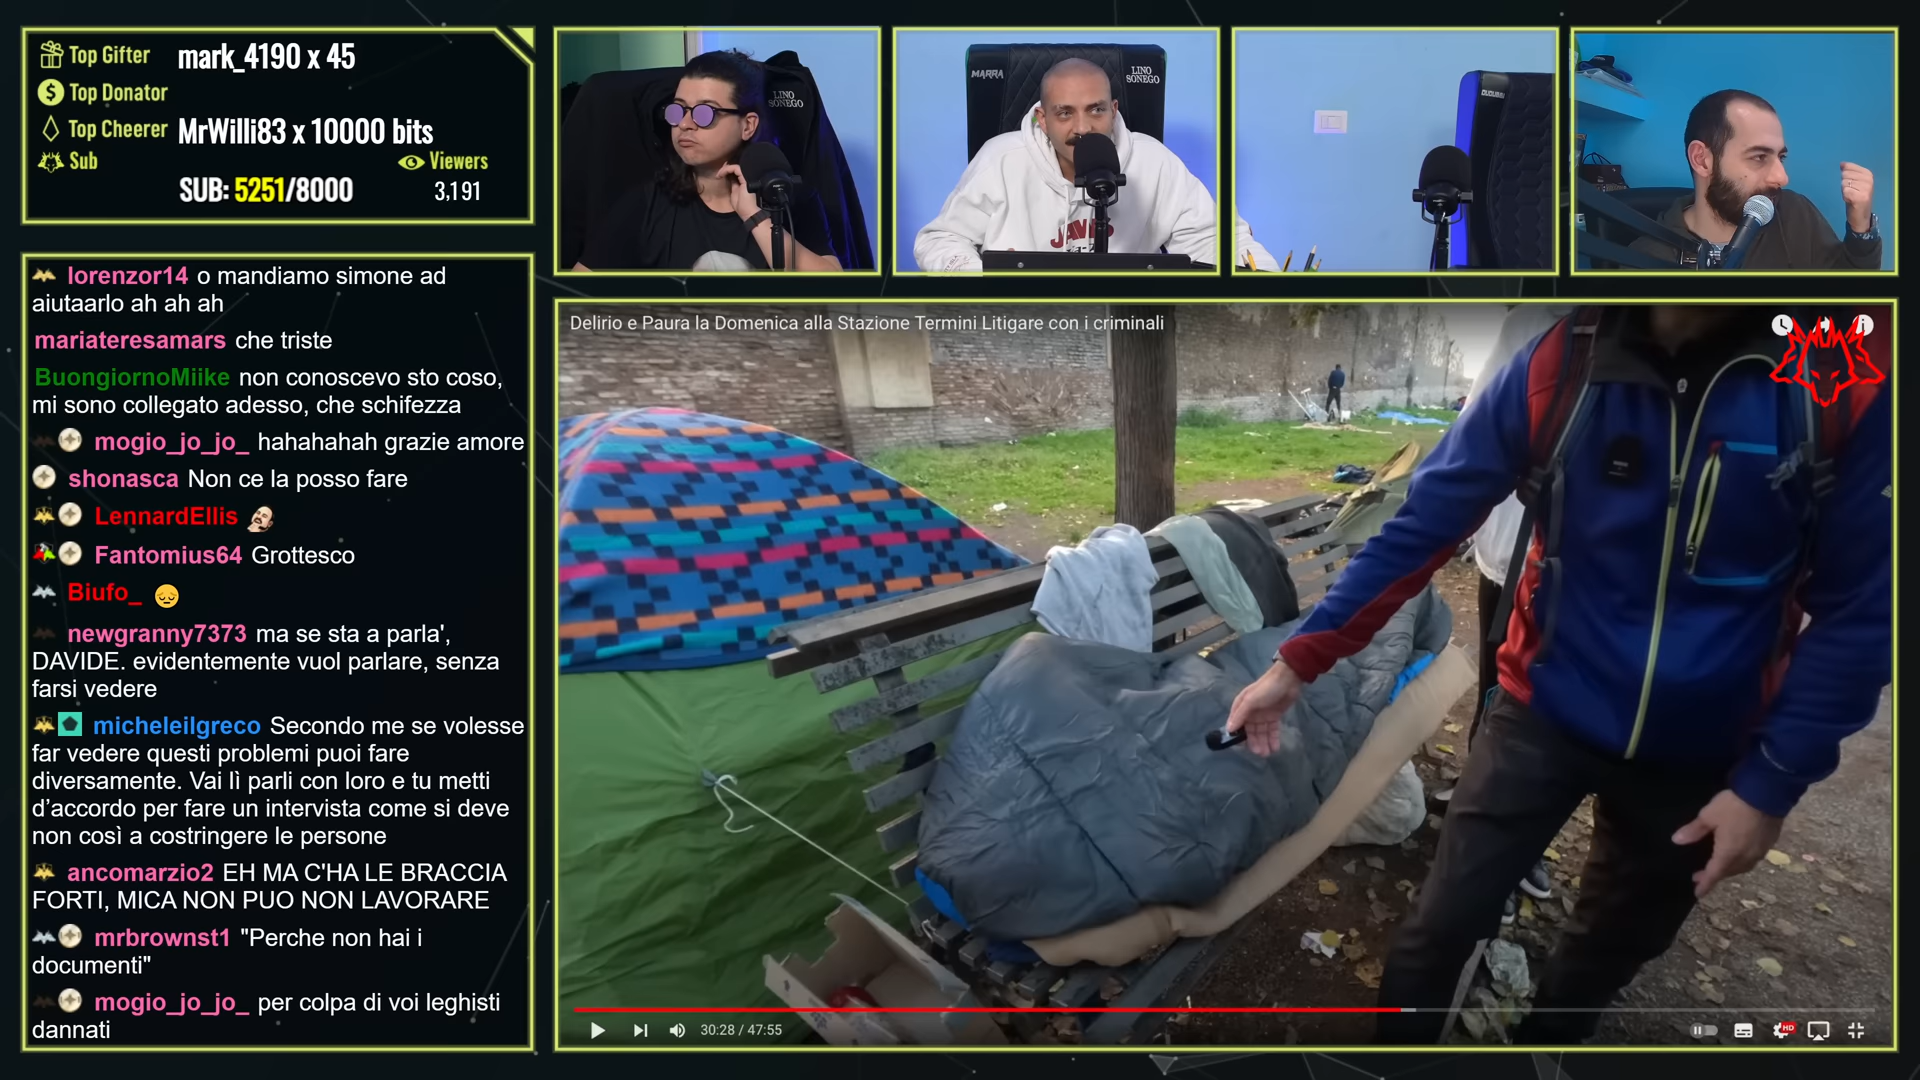 Top Gifter mark_4190 x 45
Top Donator
Top Cheerer MrWilli83 x 10000 bits
Sub
Viewers
SUB: 5251/8000
3,191
LINO
SONEGO
MARRA
LINO
SONEGO
lorenzor14 o mandiamo simone ad
aiutaarlo ah ah ah
mariateresamars che triste
BuongiornoMiike non conoscevo sto coso,
mi sono collegato adesso, che schifezza
mogio_jo_jo_ hahahahah grazie amore
shonasca Non ce la posso fare
LennardEllis
Fantomius64 Grottesco
Biufo_
newgranny7373 ma se sta a parla',
DAVIDE. evidentemente vuol parlare, senza
farsi vedere
micheleilgreco Secondo me se volesse
far vedere questi problemi puoi fare
diversamente. Vai lì parli con loro e tu metti
d’accordo per fare un intervista come si deve
non così a costringere le persone
ancomarzio2 EH MA C'HA LE BRACCIA
FORTI, MICA NON PUO NON LAVORARE
mrbrownst1 "Perche non hai i
documenti"
mogio_jo_jo_ per colpa di voi leghisti
dannati
Delirio e Paura la Domenica alla Stazione Termini Litigare con i criminali
30:28 / 47:55
HD